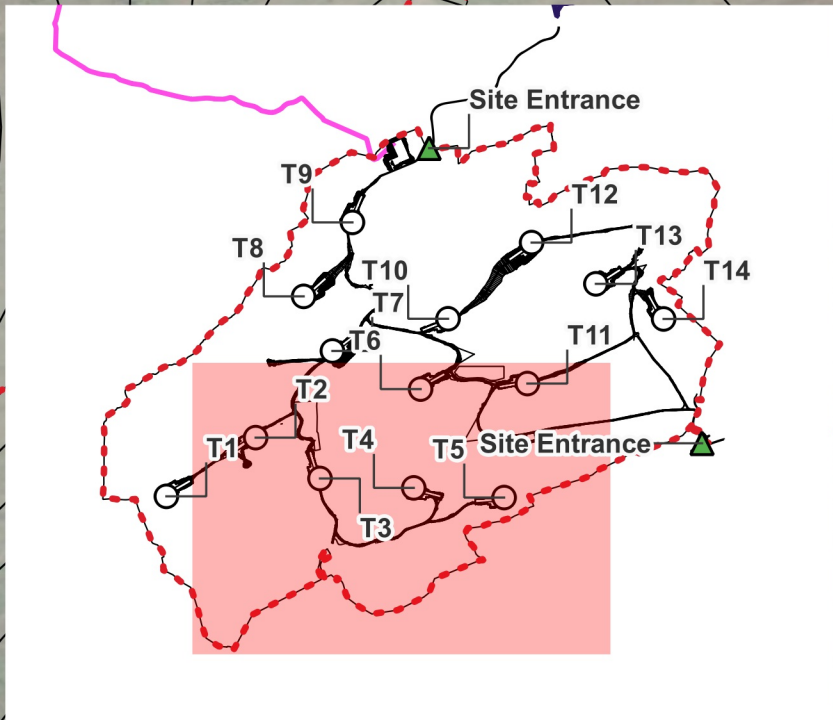 Site Entrance
T9
T12
T8
T13
T10
T14
T7
T6
T11
T2
T1
T4
T5
Site Entrance
T3